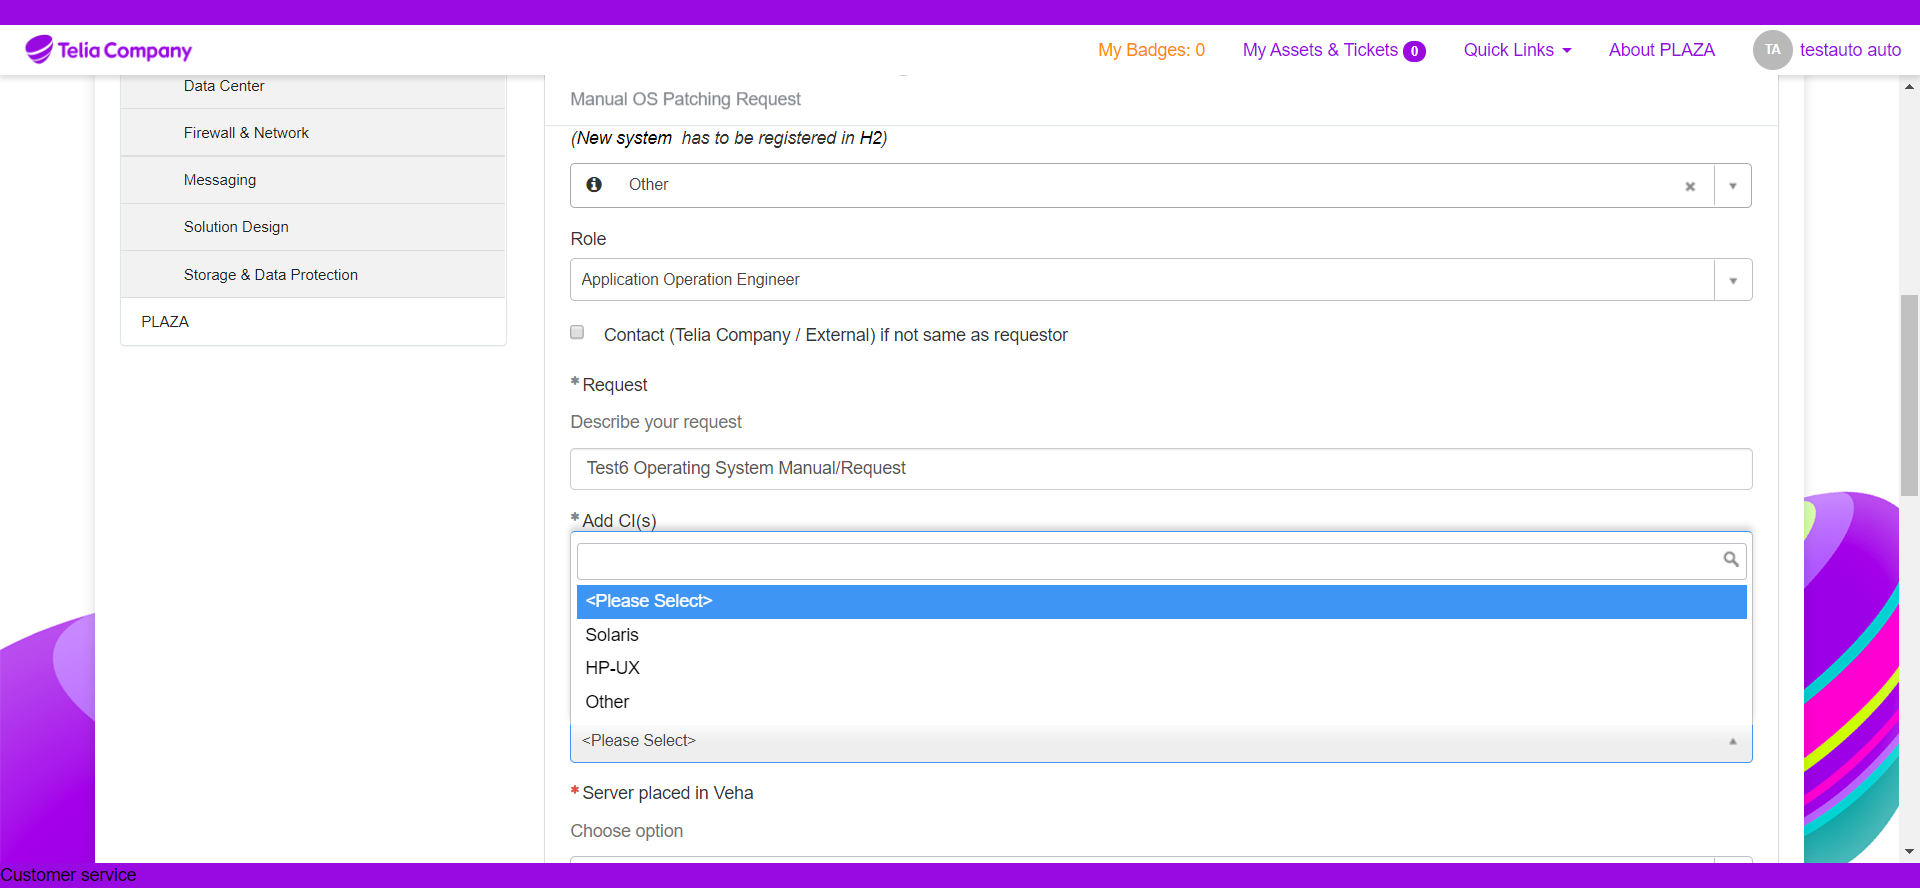 Telia Company
My Badges: 0
My Assets & Tickets 0
Quick Links
About PLAZA
TA
testauto auto
Data Center
Firewall & Network
Messaging
Solution Design
Storage & Data Protection
PLAZA
Manual OS Patching Request
(New system has to be registered in H2)
Other
Role
Application Operation Engineer
Contact (Telia Company / External) if not same as requestor
* Request
Describe your request
Test6 Operating System Manual/Request
* Add CI(s)
<Please Select>
Solaris
HP-UX
Other
<Please Select>
* Server placed in Veha
Choose option
Customer service